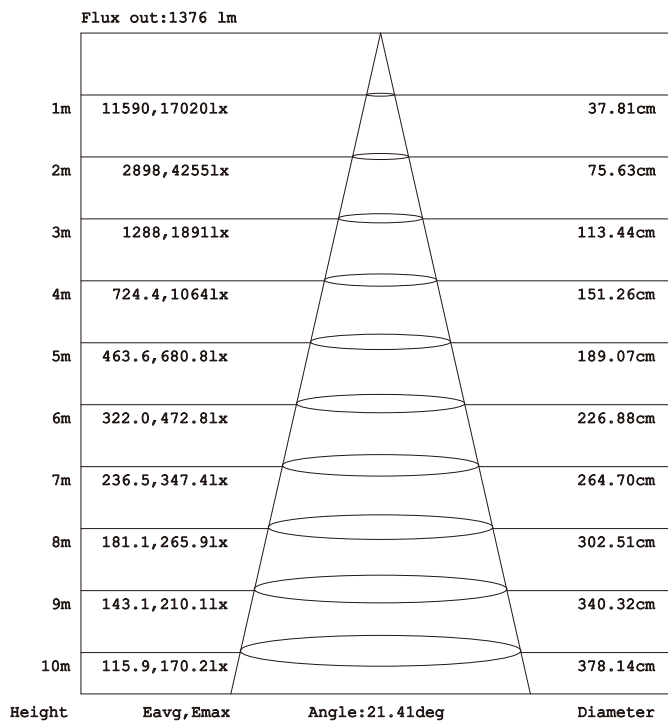 Flux out:1376 lm
1m 11590,17020lx 37.81cm
2m 2898,4255lx 75.63cm
3m 1288,1891lx 113.44cm
4m 724.4,1064lx 151.26cm
5m 463.6,680.8lx 189.07cm
6m 322.0,472.8lx 226.88cm
7m 236.5,347.4lx 264.70cm
8m 181.1,265.9lx 302.51cm
9m 143.1,210.1lx 340.32cm
10m 115.9,170.2lx 378.14cm
Height Eavg,Emax Angle:21.41deg Diameter